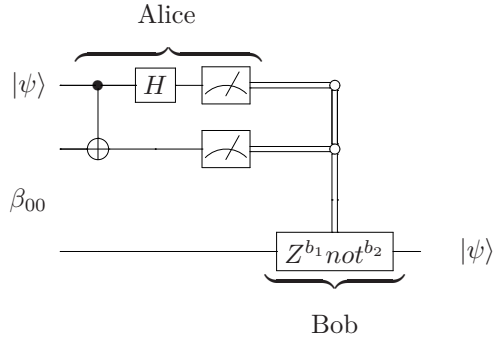 Alice
|ψ⟩ H
β₀₀
Z^{b₁}not^{b₂} |ψ⟩
Bob